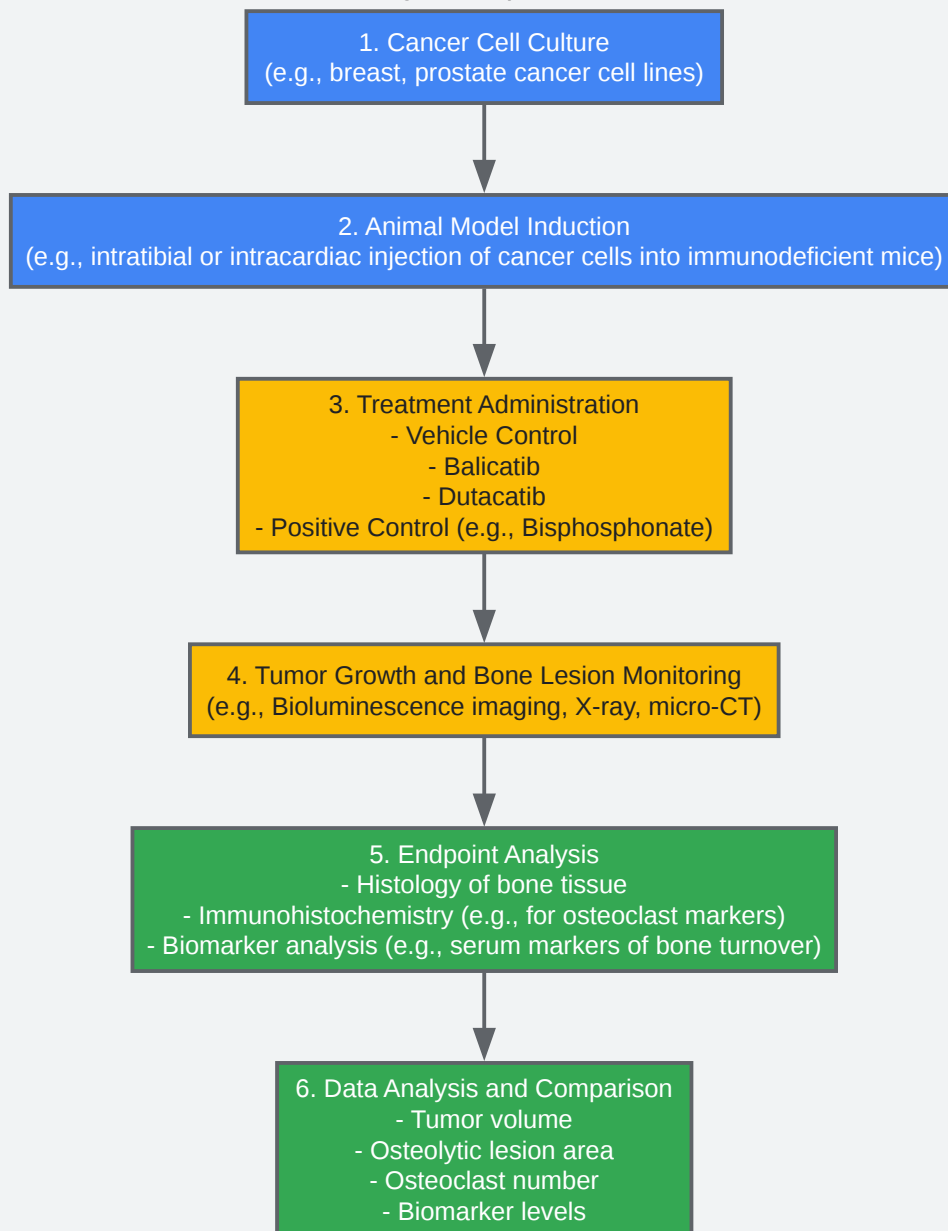 1. Cancer Cell Culture
(e.g., breast, prostate cancer cell lines)
2. Animal Model Induction
(e.g., intratibial or intracardiac injection of cancer cells into immunodeficient mice)
3. Treatment Administration
- Vehicle Control
- Balicatib
- Dutacatib
- Positive Control (e.g., Bisphosphonate)
4. Tumor Growth and Bone Lesion Monitoring
(e.g., Bioluminescence imaging, X-ray, micro-CT)
5. Endpoint Analysis
- Histology of bone tissue
- Immunohistochemistry (e.g., for osteoclast markers)
- Biomarker analysis (e.g., serum markers of bone turnover)
6. Data Analysis and Comparison
- Tumor volume
- Osteolytic lesion area
- Osteoclast number
- Biomarker levels